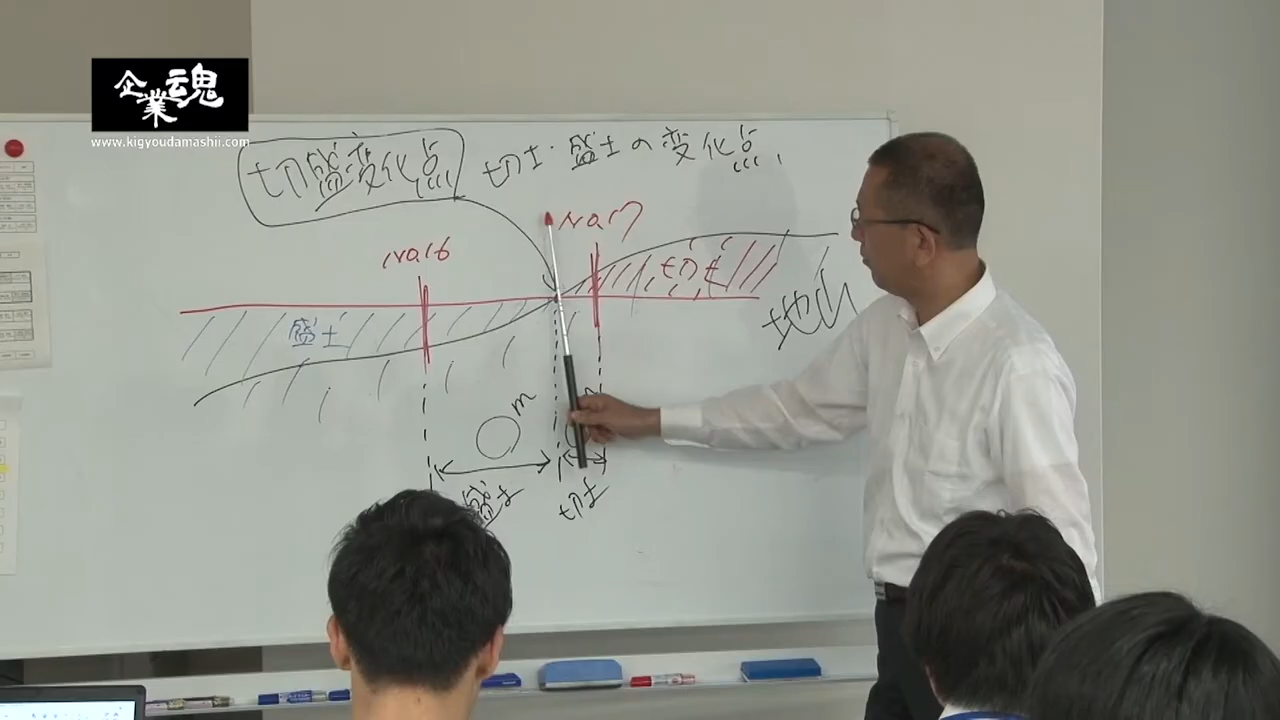 企業魂
www.kigyoudamashii.com
切盛変化点
切土・盛土の変化点
No.16
No.17
盛土
切土
地山
m
盛土
切土